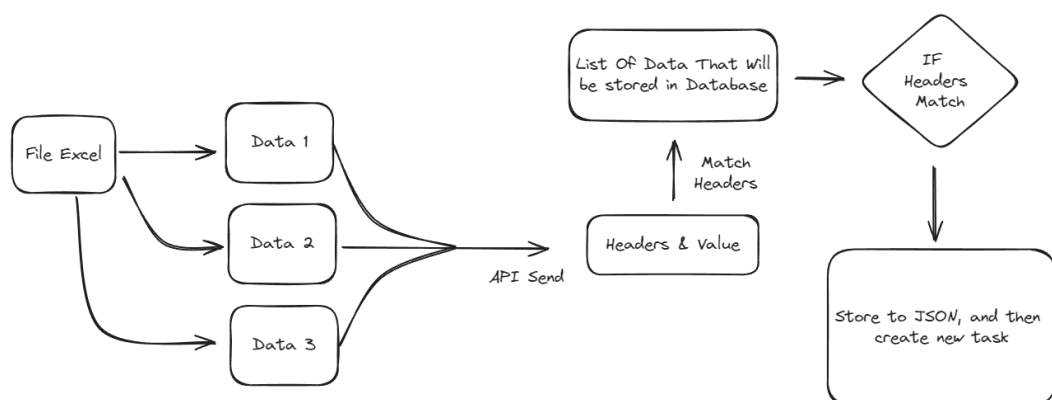 File Excel
Data 1
Data 2
Data 3
API Send
Headers & Value
Match
Headers
List Of Data That Will
be stored in Database
IF
Headers
Match
Store to JSON, and then
create new task